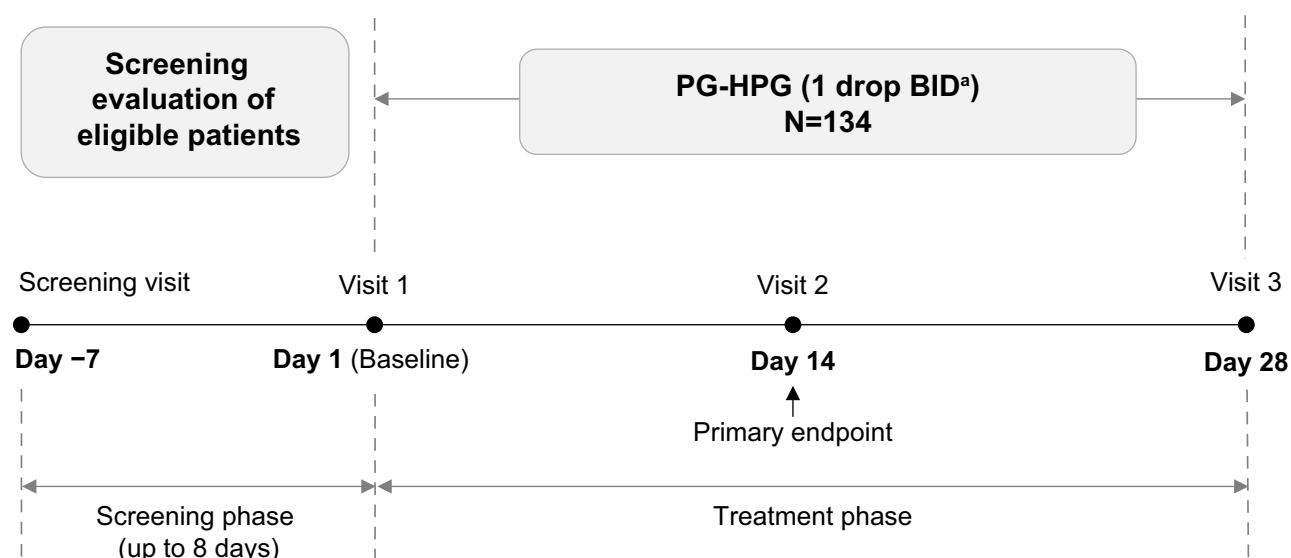 Screening
evaluation of
eligible patients
PG-HPG (1 drop BIDᵃ)
N=134
Screening visit
Visit 1
Visit 2
Visit 3
Day −7
Day 1 (Baseline)
Day 14
Day 28
Primary endpoint
Screening phase
(up to 8 days)
Treatment phase